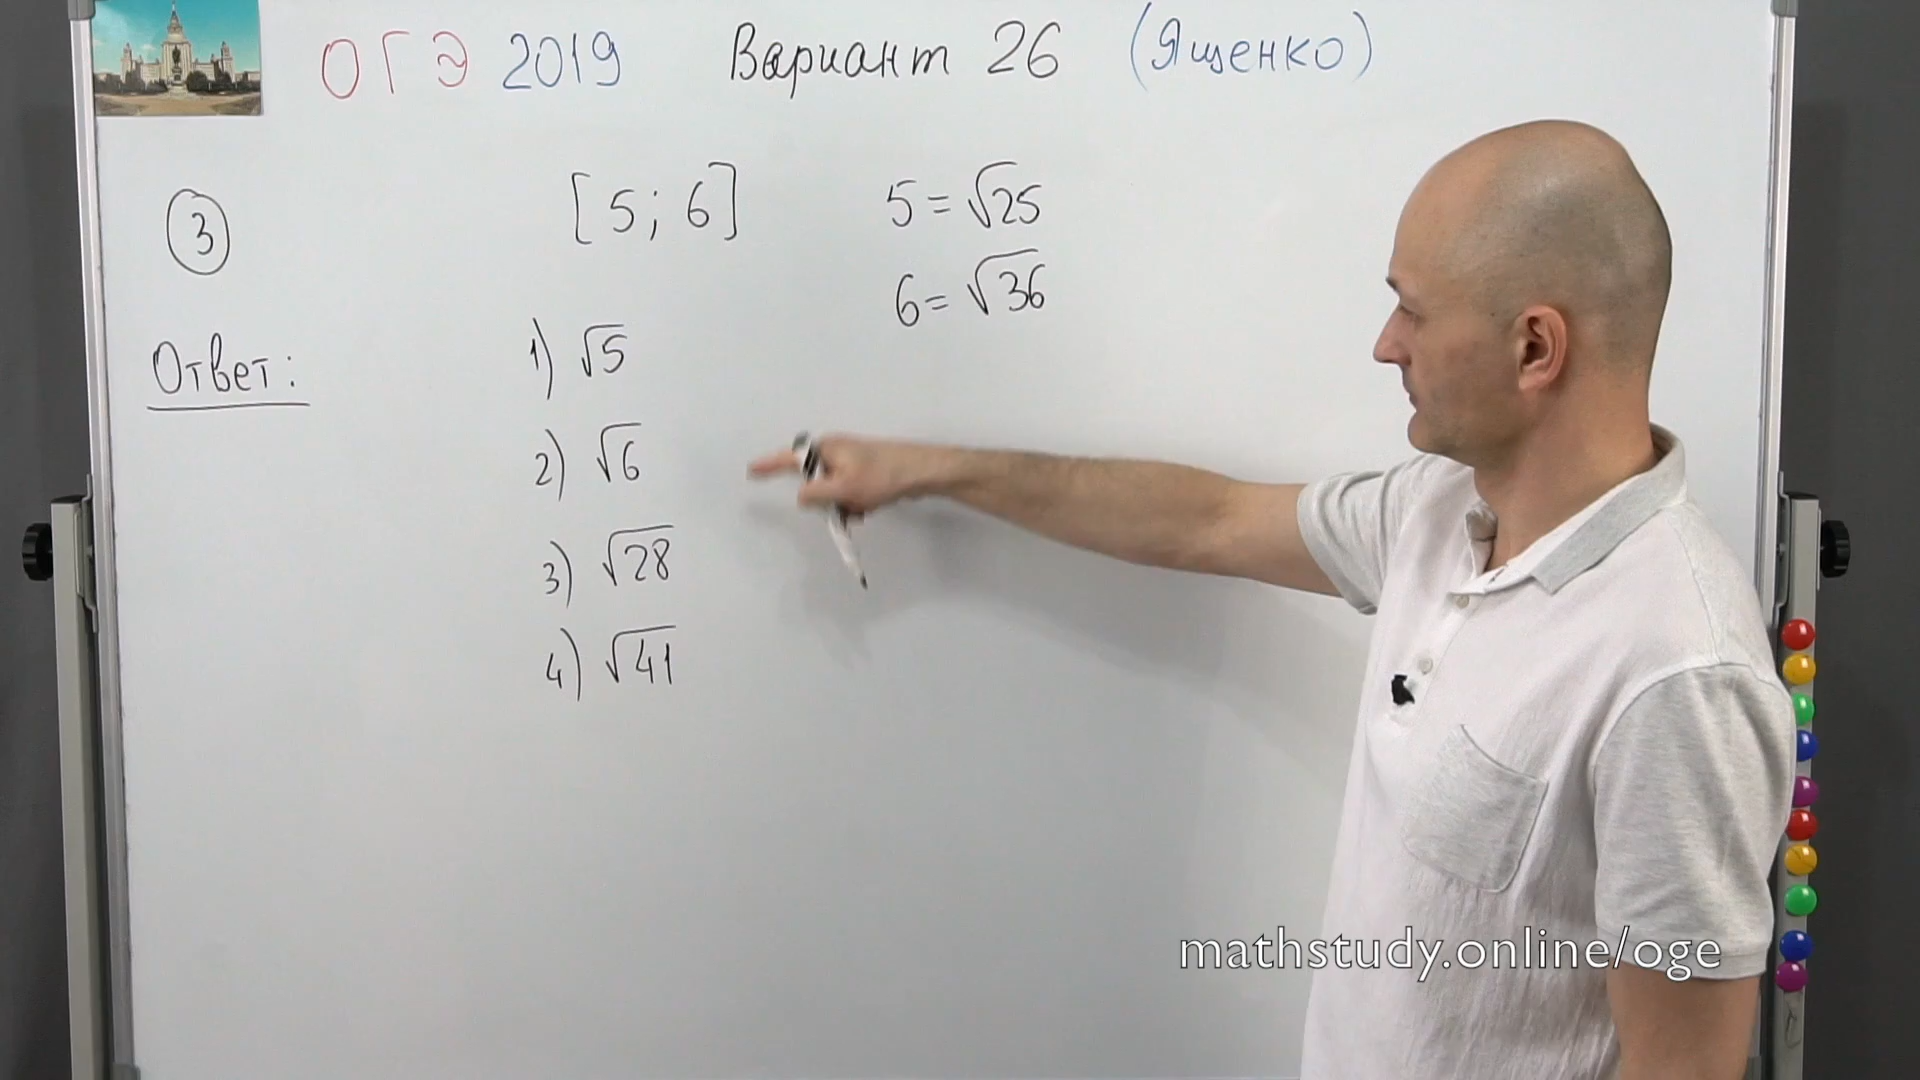 ОГЭ 2019 Вариант 26 (Ященко)
3
[5; 6]
5 = √25
6 = √36
Ответ:
1) √5
2) √6
3) √28
4) √41
mathstudy.online/oge